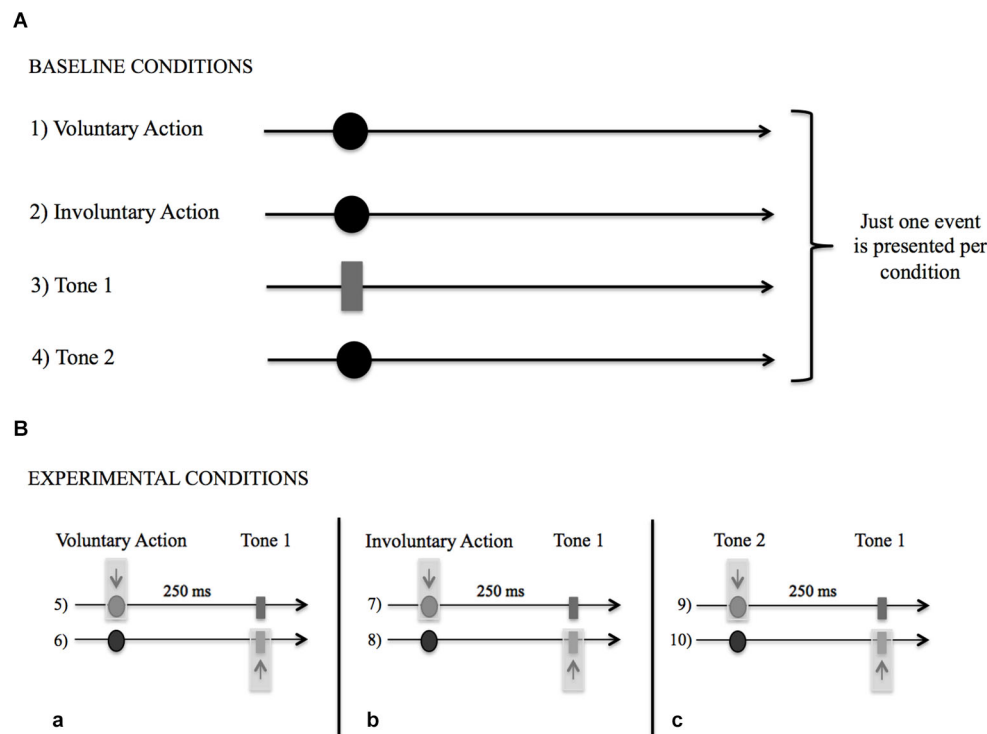 A
BASELINE CONDITIONS
1) Voluntary Action
2) Involuntary Action
3) Tone 1
4) Tone 2
Just one event
is presented per
condition
B
EXPERIMENTAL CONDITIONS
Voluntary Action Tone 1
250 ms
5)
6)
a
Involuntary Action Tone 1
250 ms
7)
8)
b
Tone 2 Tone 1
250 ms
9)
10)
c